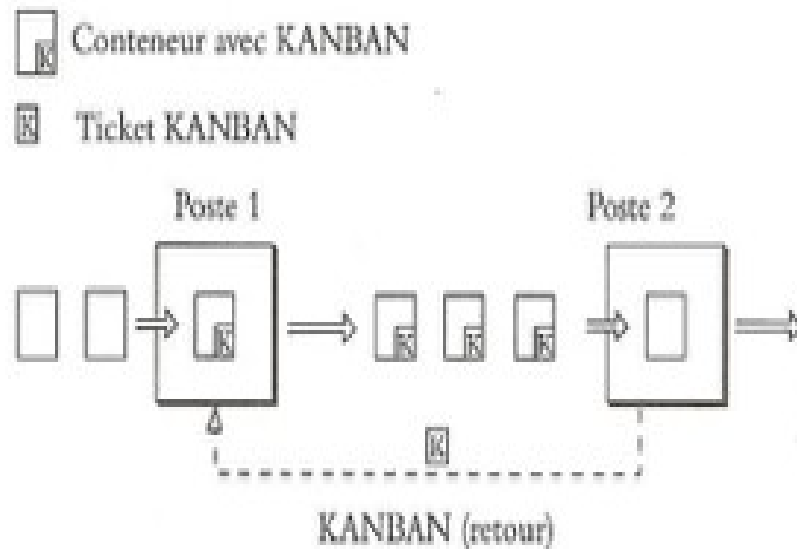 K Conteneur avec KANBAN
K Ticket KANBAN
Poste 1
Poste 2
K
K
K
K
K
KANBAN (retour)